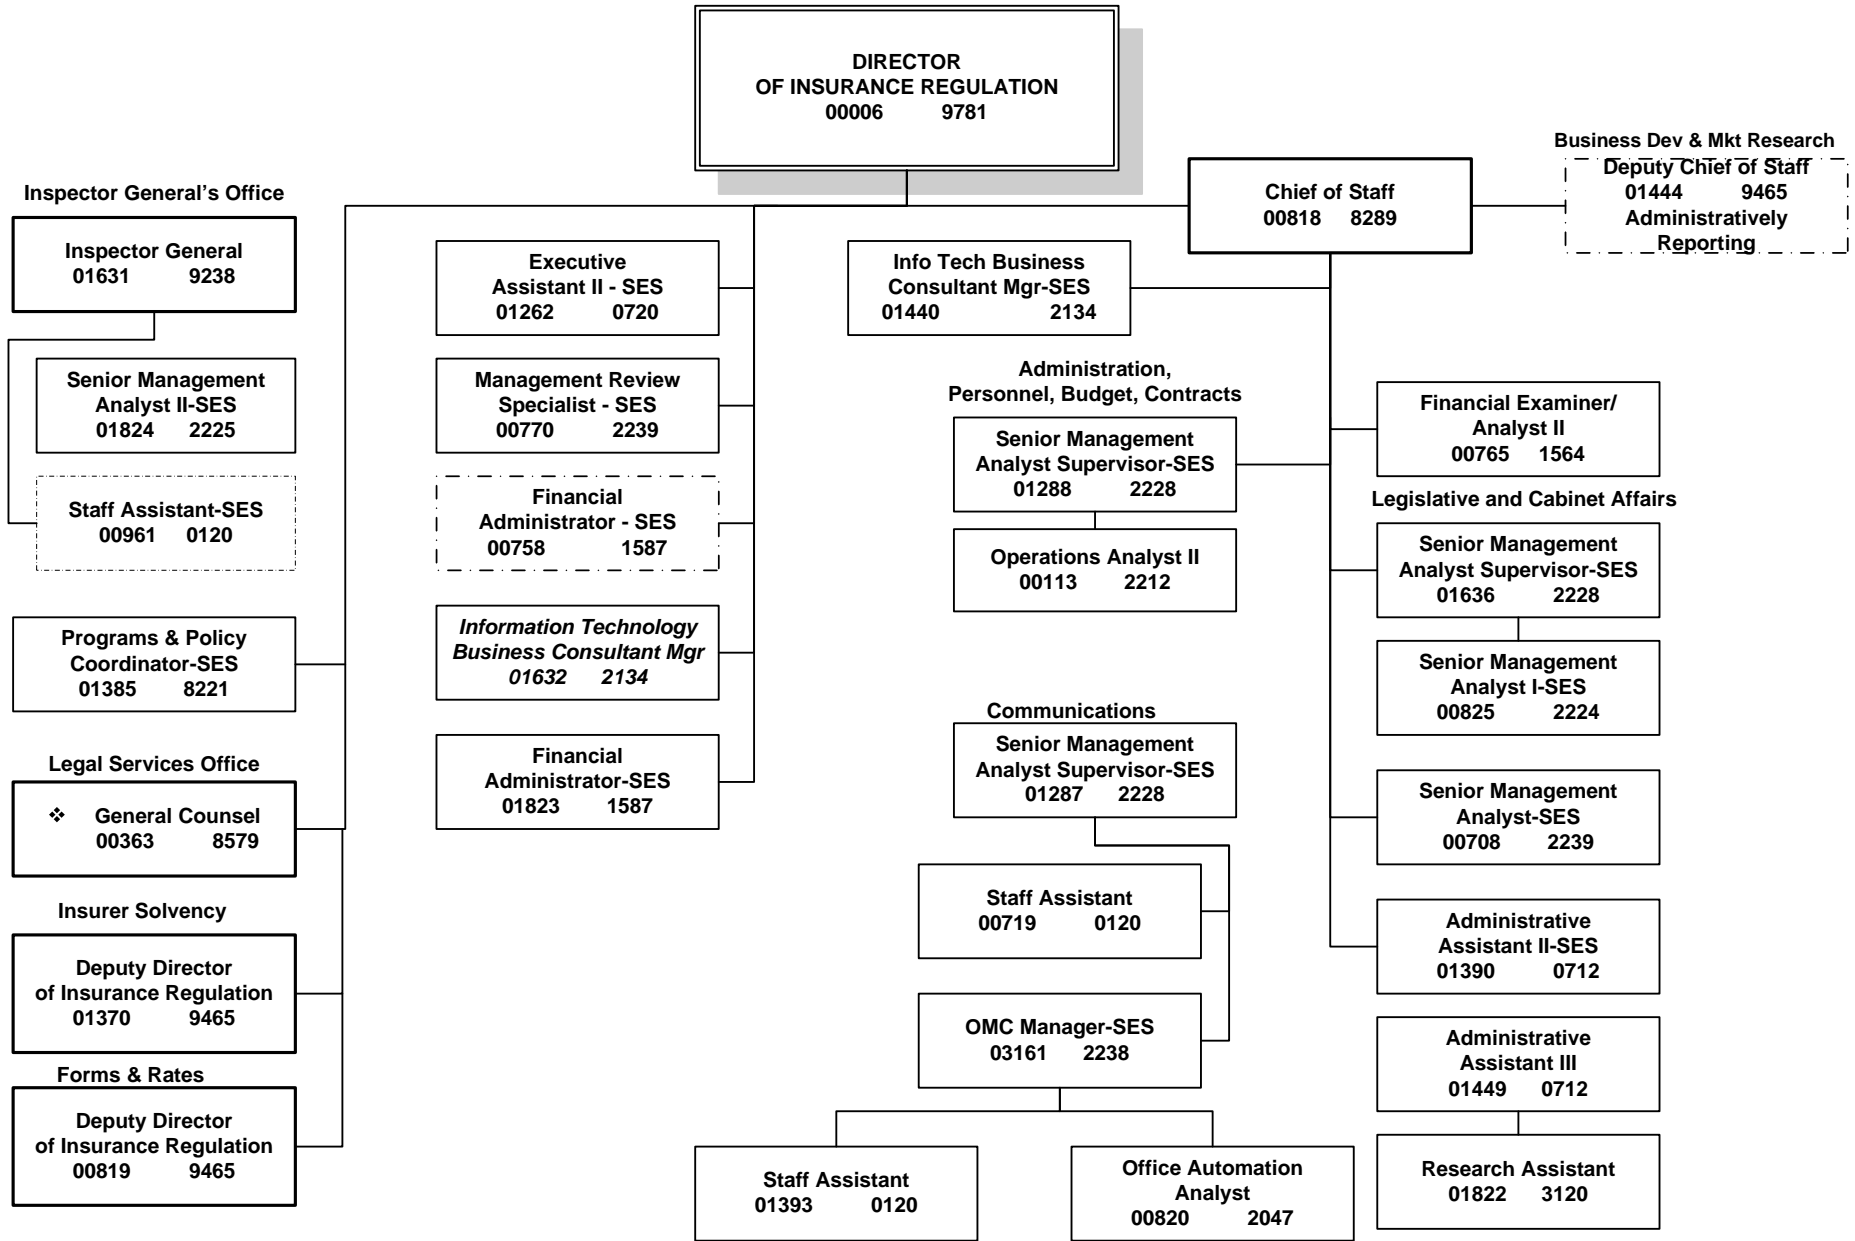 DIRECTOR
OF INSURANCE REGULATION
00006 9781
Business Dev & Mkt Research
Deputy Chief of Staff
01444 9465
Administratively
Reporting
Chief of Staff
00818 8289
Inspector General's Office
Inspector General
01631 9238
Senior Management
Analyst II-SES
01824 2225
Staff Assistant-SES
00961 0120
Programs & Policy
Coordinator-SES
01385 8221
Legal Services Office
❖ General Counsel
00363 8579
Insurer Solvency
Deputy Director
of Insurance Regulation
01370 9465
Forms & Rates
Deputy Director
of Insurance Regulation
00819 9465
Executive
Assistant II - SES
01262 0720
Management Review
Specialist - SES
00770 2239
Financial
Administrator - SES
00758 1587
Information Technology
Business Consultant Mgr
01632 2134
Financial
Administrator-SES
01823 1587
Info Tech Business
Consultant Mgr-SES
01440 2134
Administration,
Personnel, Budget, Contracts
Senior Management
Analyst Supervisor-SES
01288 2228
Operations Analyst II
00113 2212
Communications
Senior Management
Analyst Supervisor-SES
01287 2228
Staff Assistant
00719 0120
OMC Manager-SES
03161 2238
Staff Assistant
01393 0120
Office Automation
Analyst
00820 2047
Financial Examiner/
Analyst II
00765 1564
Legislative and Cabinet Affairs
Senior Management
Analyst Supervisor-SES
01636 2228
Senior Management
Analyst I-SES
00825 2224
Senior Management
Analyst-SES
00708 2239
Administrative
Assistant II-SES
01390 0712
Administrative
Assistant III
01449 0712
Research Assistant
01822 3120